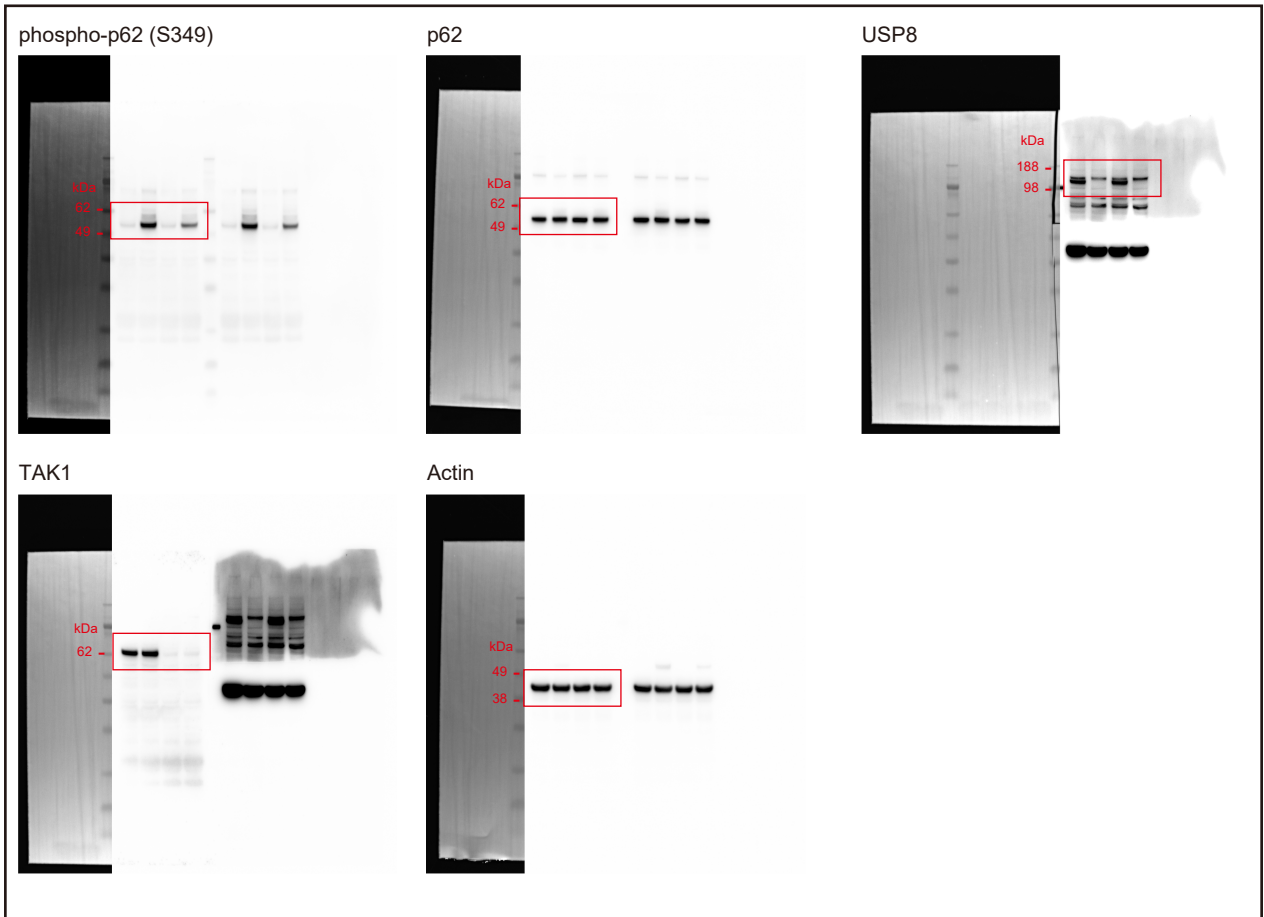 phospho-p62 (S349)
kDa
62
49
p62
kDa
62
49
USP8
kDa
188
98
TAK1
kDa
62
Actin
kDa
49
38